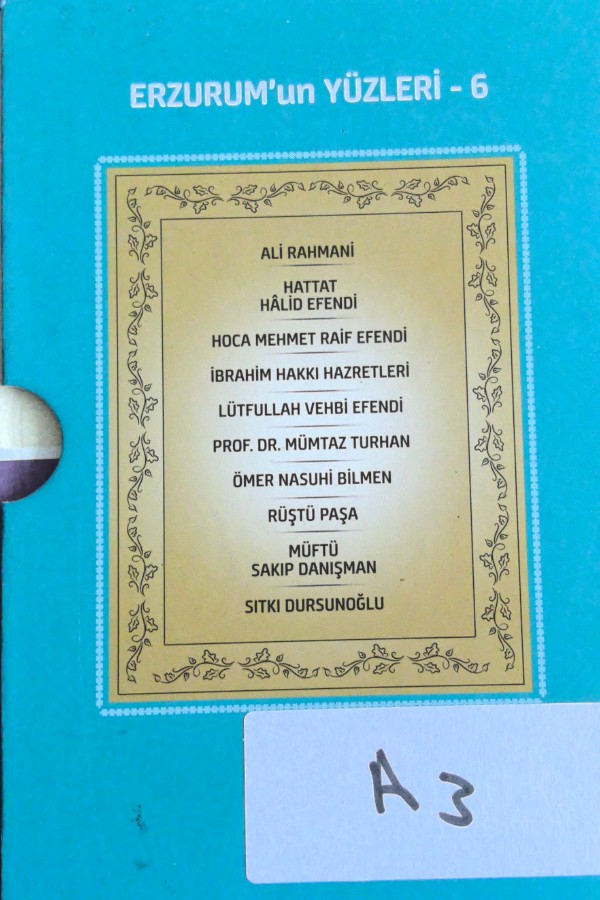 ERZURUM'un YÜZLERİ - 6
ALİ RAHMANİ
HATTAT
HÂLİD EFENDİ
HOCA MEHMET RAİF EFENDİ
İBRAHİM HAKKI HAZRETLERİ
LÜTFULLAH VEHBİ EFENDİ
PROF. DR. MÜMTAZ TURHAN
ÖMER NASUHİ BİLMEN
RÜŞTÜ PAŞA
MÜFTÜ
SAKIP DANIŞMAN
SITKI DURSUNOĞLU
A3